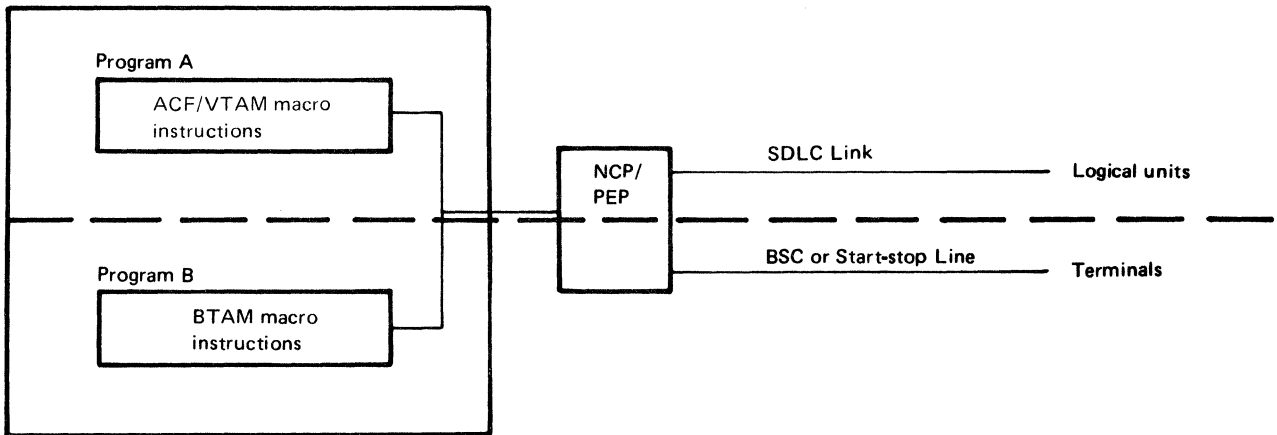 Program A
ACF/VTAM macro
instructions
NCP/
PEP
SDLC Link
Logical units
BSC or Start-stop Line
Terminals
Program B
BTAM macro
instructions